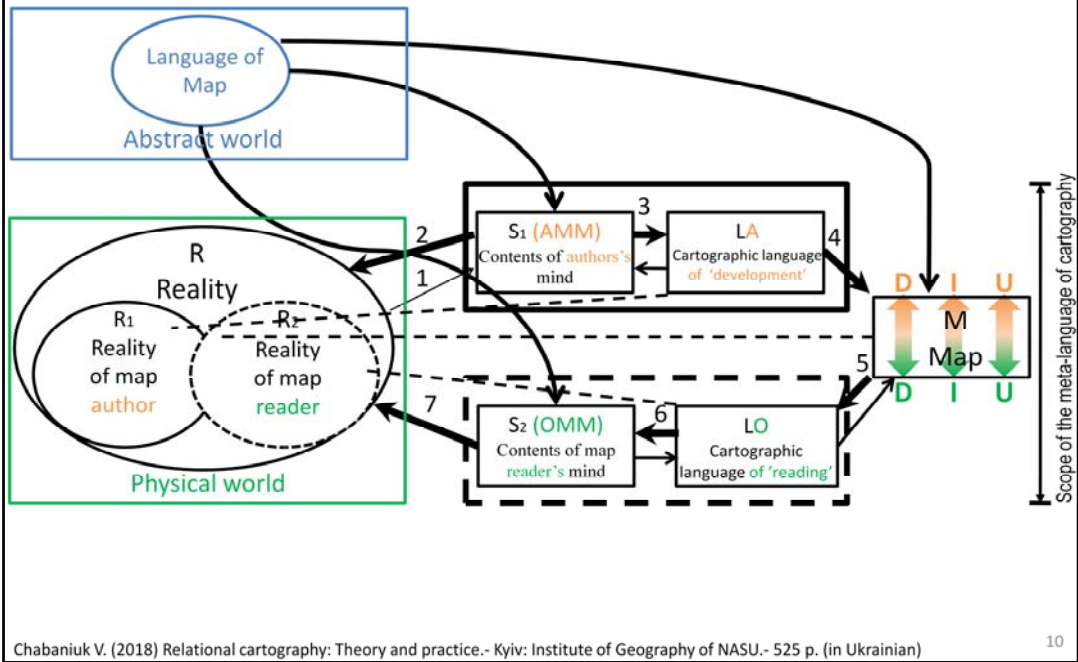 Language of
Map
Abstract world
R
Reality
R1
Reality
of map
author
R2
Reality
of map
reader
Physical world
2
1
7
S1 (AMM)
Contents of authors's
mind
3
LA
Cartographic language
of 'development'
4
S2 (OMM)
Contents of map
reader's mind
6
LO
Cartographic
language of 'reading'
5
D I U
M
Map
D I U
Scope of the meta-language of cartography
Chabaniuk V. (2018) Relational cartography: Theory and practice.- Kyiv: Institute of Geography of NASU.- 525 p. (in Ukrainian)
10